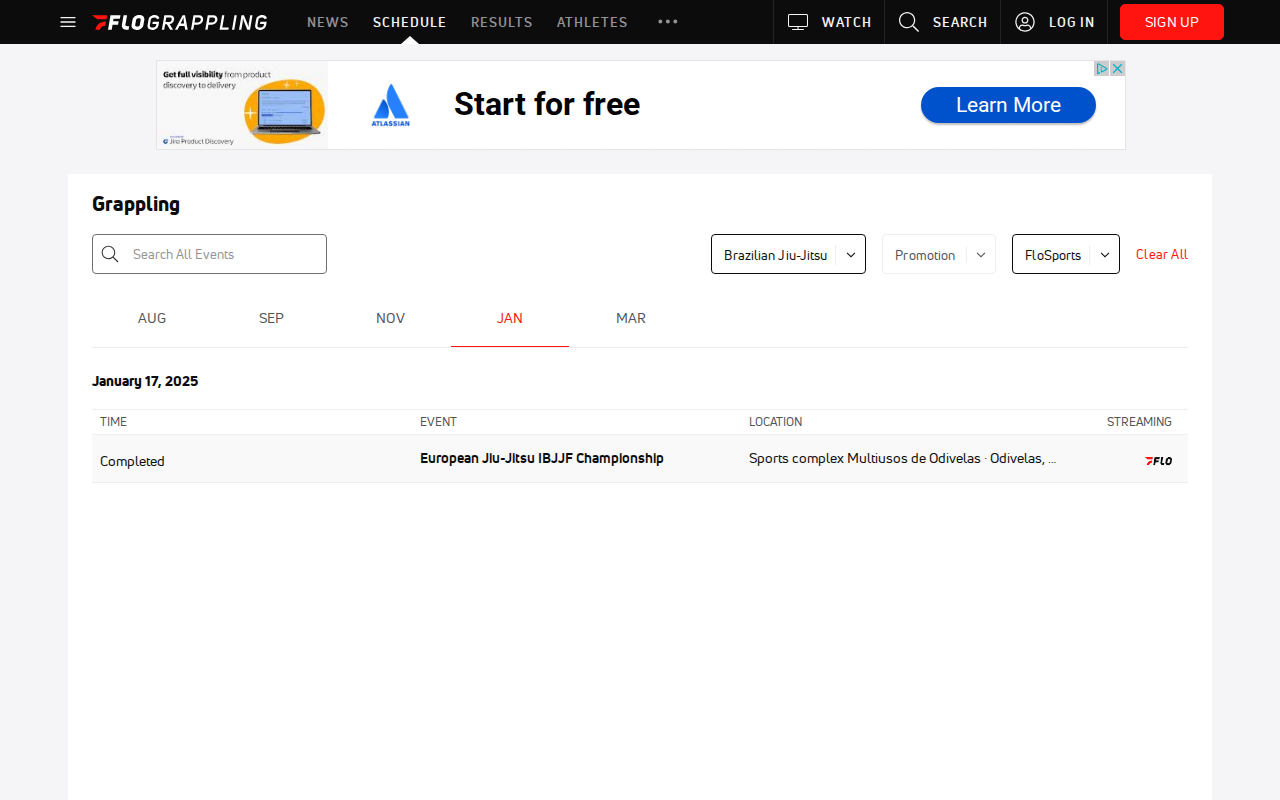 FLOGRAPPLING NEWS SCHEDULE RESULTS ATHLETES ••• WATCH SEARCH LOG IN SIGN UP
Get full visibility from product
discovery to delivery
Jira Product Discovery
ATLASSIAN
Start for free
Learn More
Grappling
Search All Events
Brazilian Jiu-Jitsu
Promotion
FloSports
Clear All
AUG SEP NOV JAN MAR
January 17, 2025
TIME EVENT LOCATION STREAMING
Completed European Jiu-Jitsu IBJJF Championship Sports complex Multiusos de Odivelas · Odivelas, ... FLO